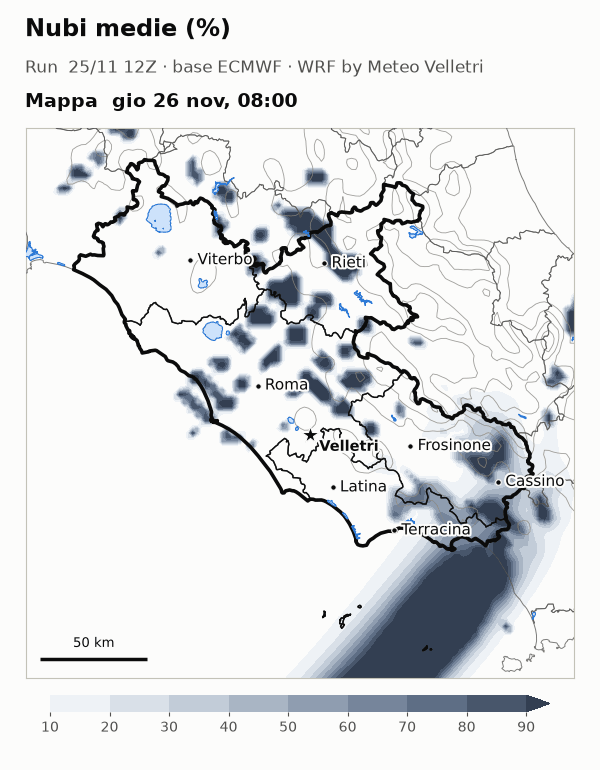 Nubi medie (%)
Run  25/11 12Z · base ECMWF · WRF by Meteo Velletri
Mappa  gio 26 nov, 08:00
Viterbo
Rieti
Roma
Velletri
Frosinone
Cassino
Latina
Terracina
50 km
10 20 30 40 50 60 70 80 90